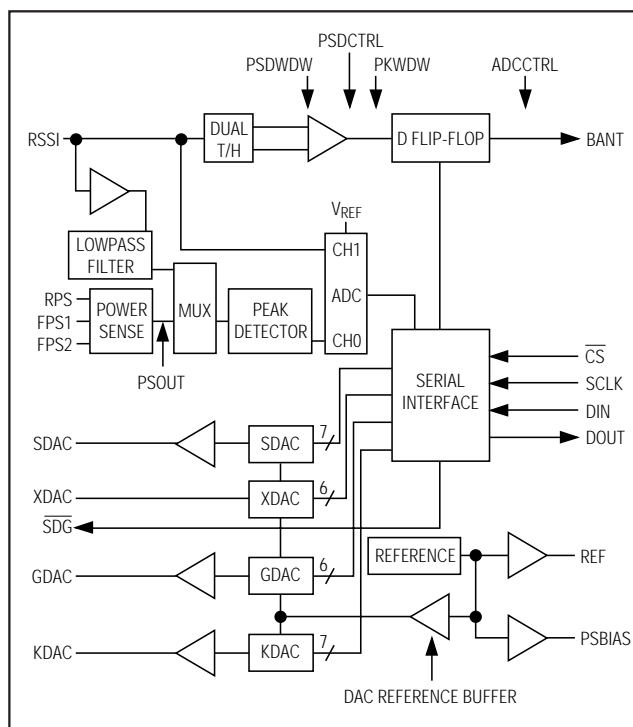 PSDCTRL
PSDWDW
PKWDW
ADCCTRL
RSSI
DUAL
T/H
D FLIP-FLOP
BANT
VREF
LOWPASS
FILTER
CH1
ADC
CH0
RPS
FPS1
FPS2
POWER
SENSE
MUX
PEAK
DETECTOR
PSOUT
SERIAL
INTERFACE
CS
SCLK
DIN
DOUT
SDAC
SDAC
7
XDAC
XDAC
6
SDG
GDAC
GDAC
6
REFERENCE
REF
KDAC
KDAC
7
PSBIAS
DAC REFERENCE BUFFER